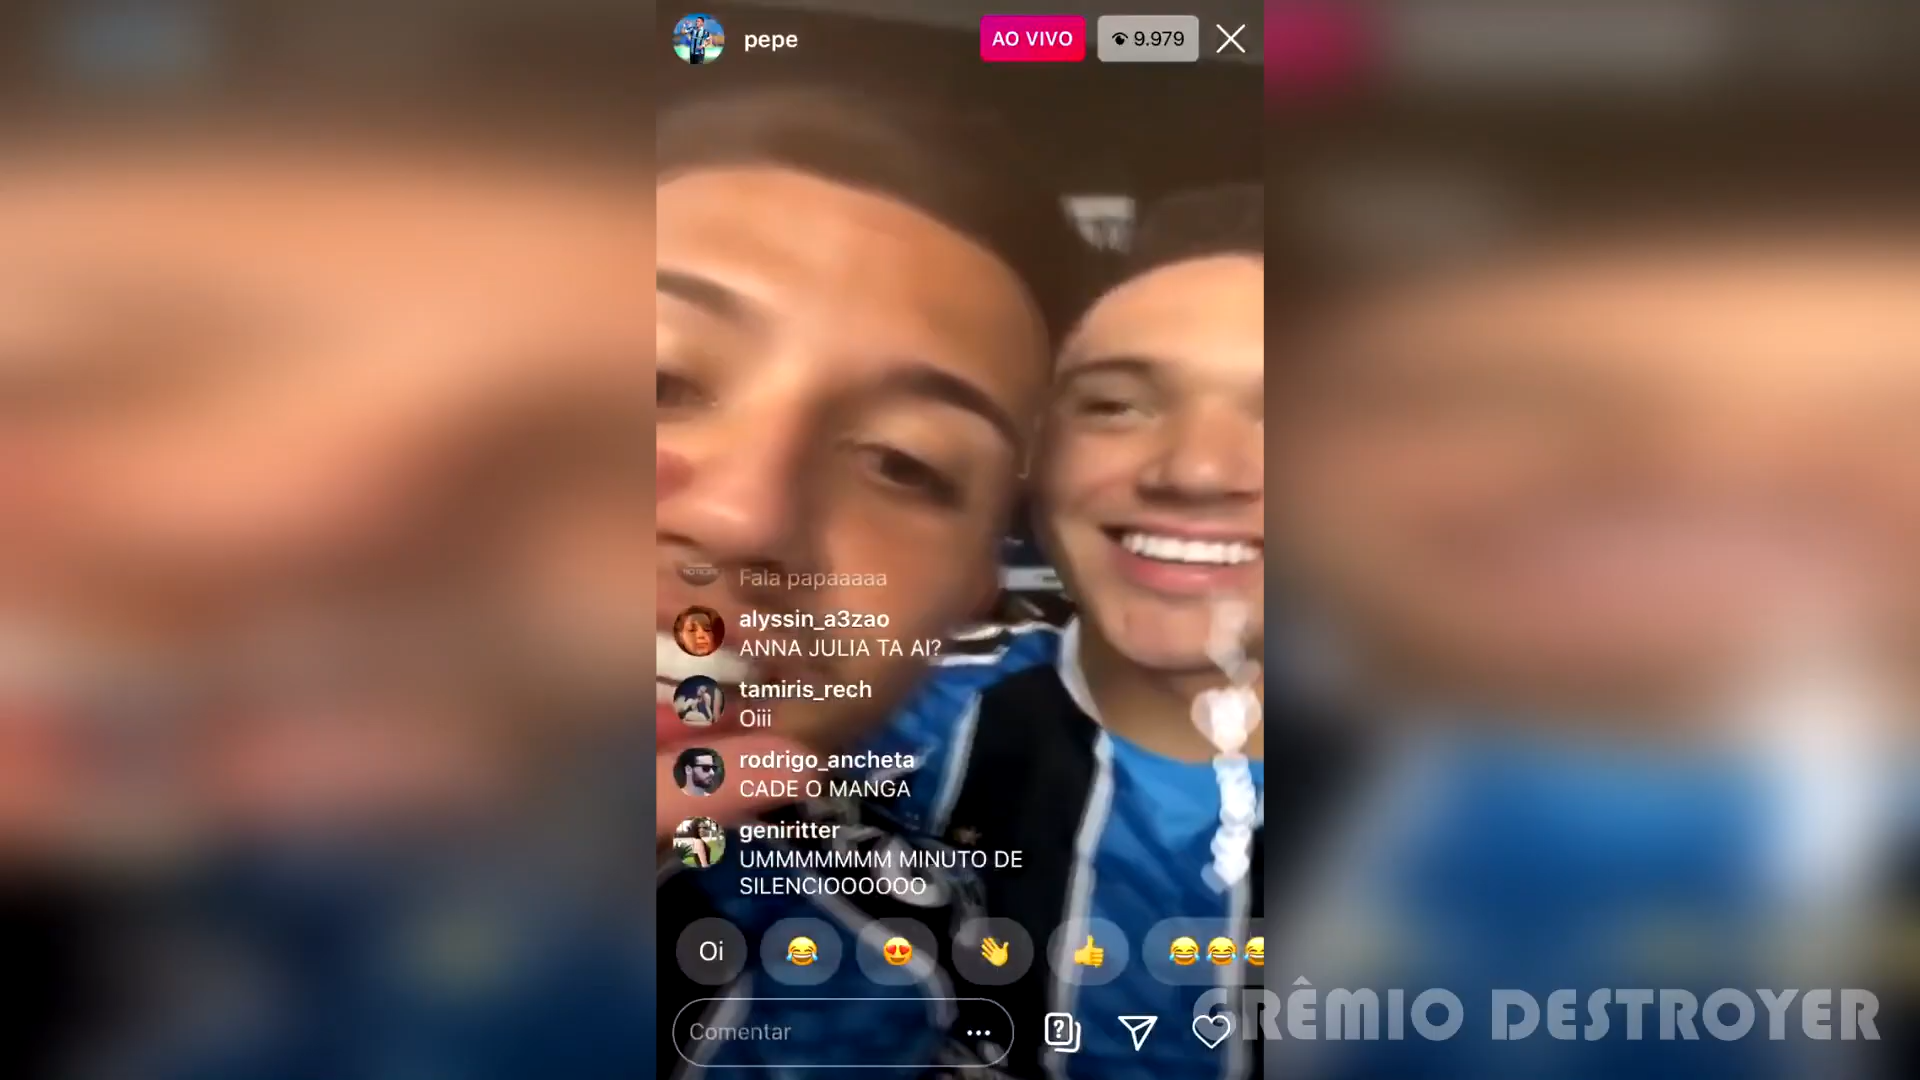 pepe
AO VIVO
9.979
Fala papaaaaa
alyssin_a3zao
ANNA JULIA TA AI?
tamiris_rech
Oiii
rodrigo_ancheta
CADE O MANGA
geniritter
UMMMMMMM MINUTO DE
SILENCIOOOOOO
Oi
Comentar
GRÊMIO DESTROYER